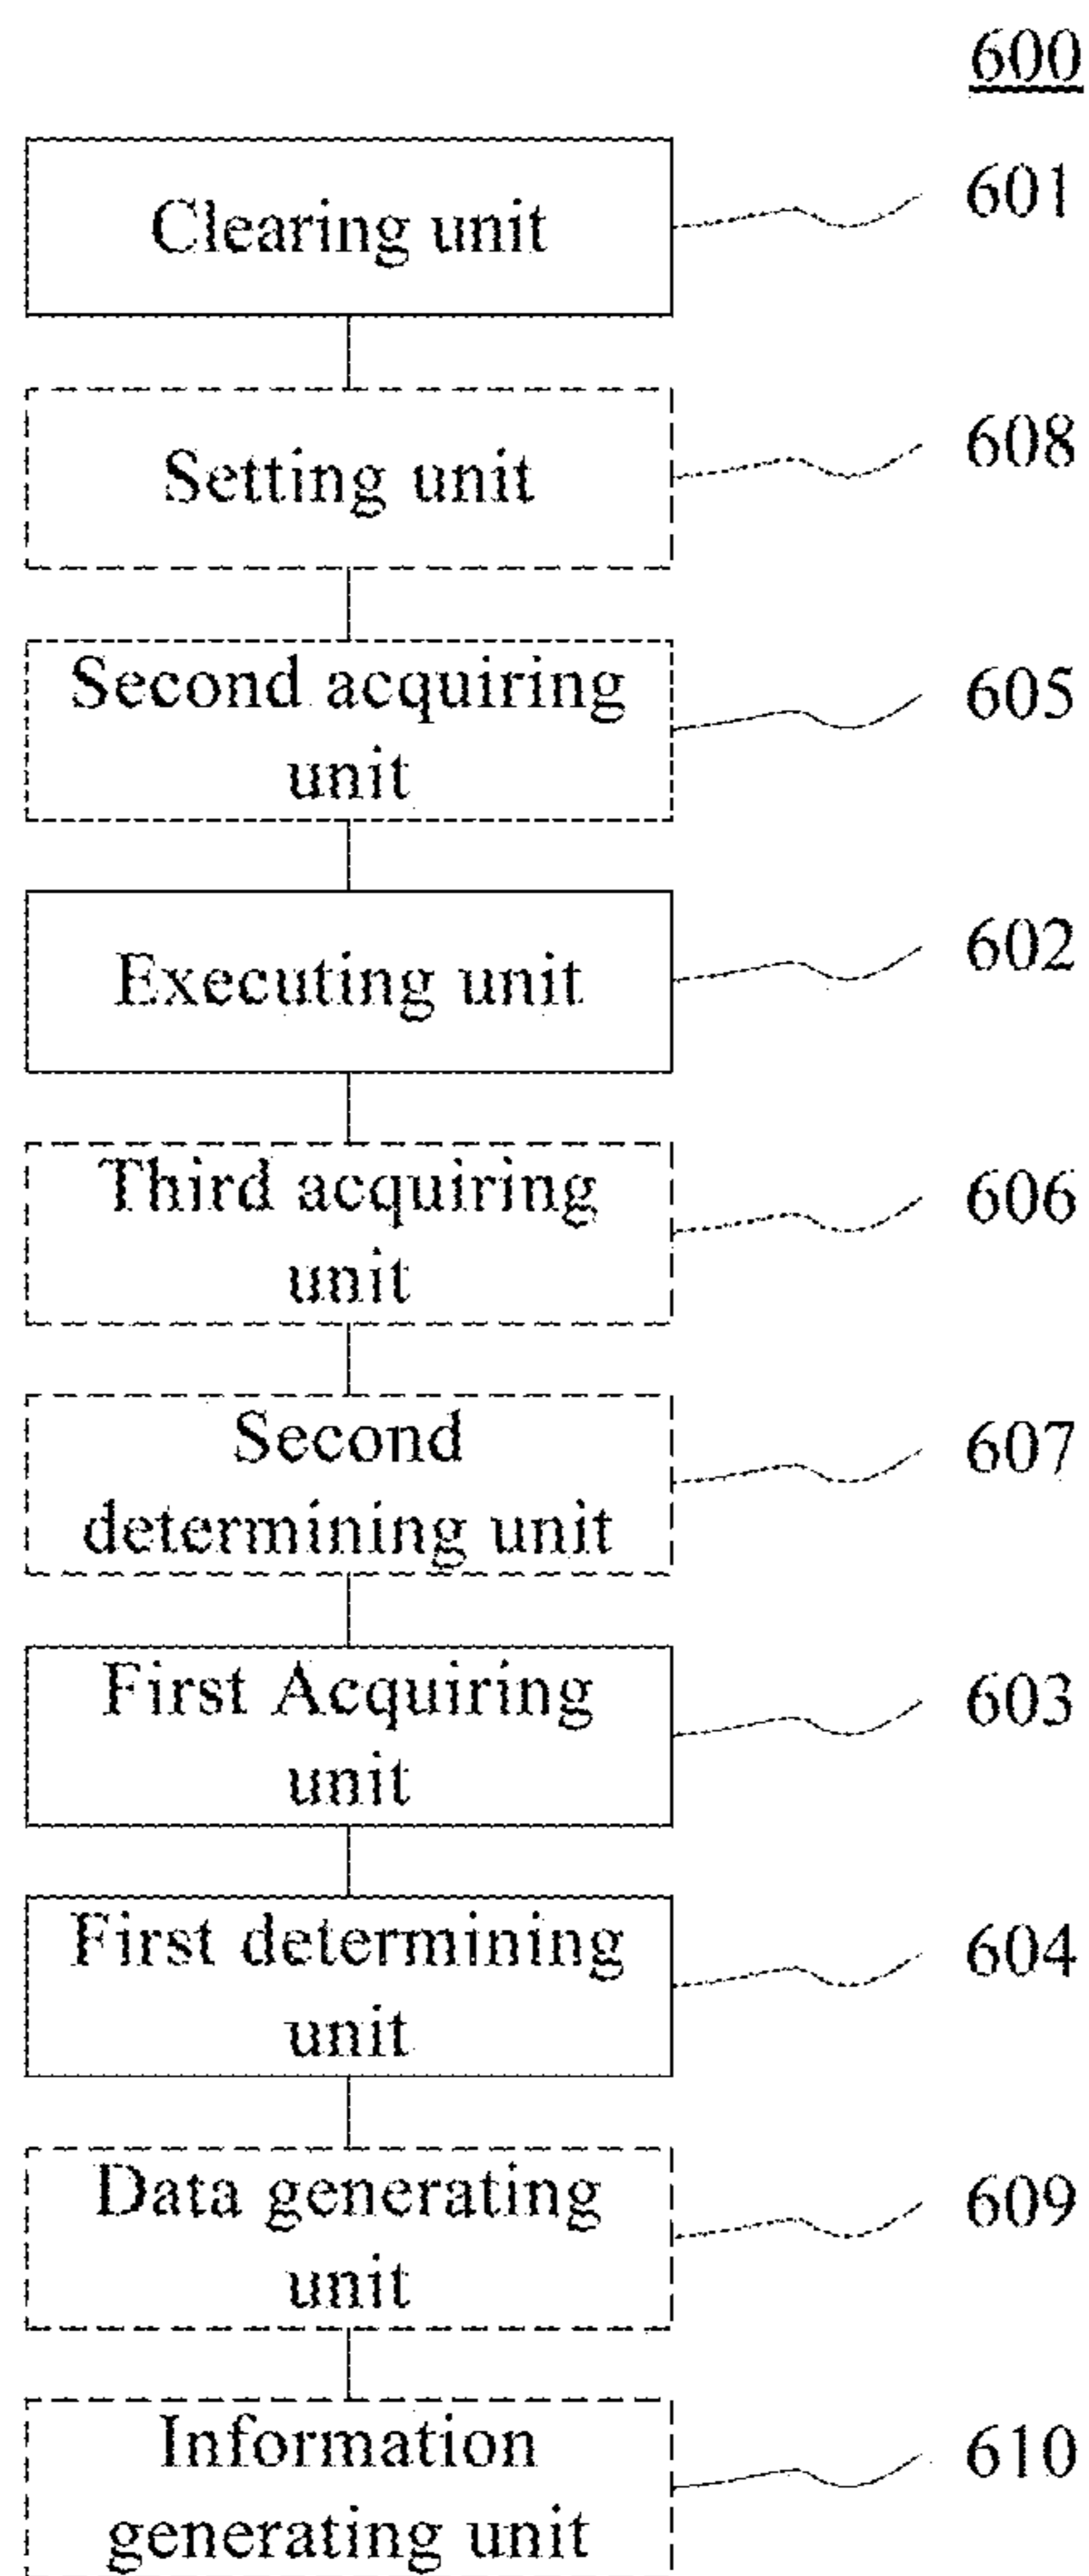 600
Clearing unit
601
Setting unit
608
Second acquiring
unit
605
Executing unit
602
Third acquiring
unit
606
Second
determining unit
607
First Acquiring
unit
603
First determining
unit
604
Data generating
unit
609
Information
generating unit
610